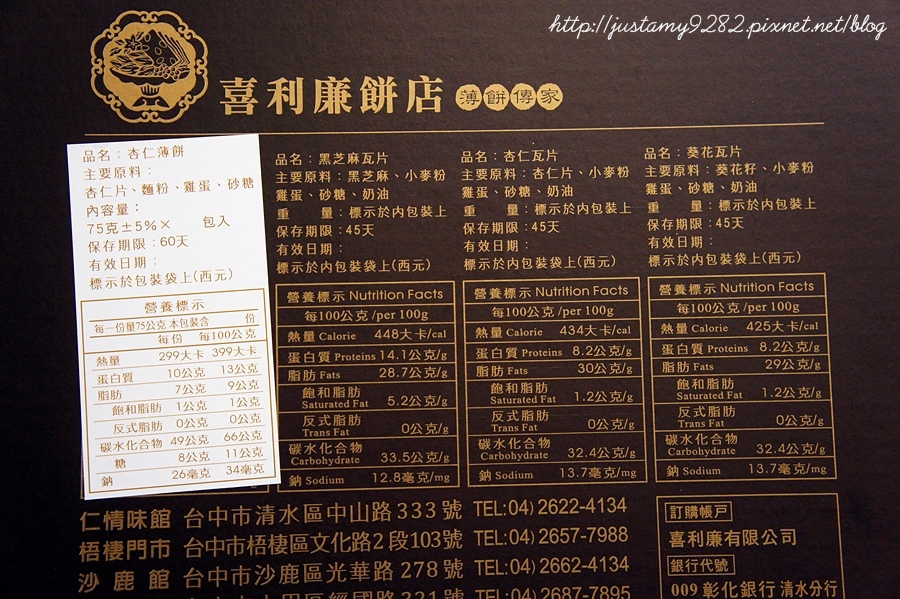 http://justamy9282.pixnet.net/blog
喜利廉餅店 薄餅傳家
品名：杏仁薄餅
主要原料：
杏仁片、麵粉、雞蛋、砂糖
內容量：
75克±5%×　　包入
保存期限：60天
有效日期：
標示於包裝袋上(西元)
營養標示
每一份量75公克 本包裝含　　份
每份 每100公克
熱量 299大卡 399大卡
蛋白質 10公克 13公克
脂肪 7公克 9公克
飽和脂肪 1公克 1公克
反式脂肪 0公克 0公克
碳水化合物 49公克 66公克
糖 8公克 11公克
鈉 26毫克 34毫克
品名：黑芝麻瓦片
主要原料：黑芝麻、小麥粉
雞蛋、砂糖、奶油
重　　量：標示於內包裝上
保存期限：45天
有效日期：
標示於內包裝袋上(西元)
營養標示 Nutrition Facts
每100公克 /per 100g
熱量 Calorie 448大卡/cal
蛋白質 Proteins 14.1公克/g
脂肪 Fats 28.7公克/g
飽和脂肪
Saturated Fat 5.2公克/g
反式脂肪
Trans Fat 0公克/g
碳水化合物
Carbohydrate 33.5公克/g
鈉 Sodium 12.8毫克/mg
品名：杏仁瓦片
主要原料：杏仁片、小麥粉
雞蛋、砂糖、奶油
重　　量：標示於內包裝上
保存期限：45天
有效日期：
標示於內包裝袋上(西元)
營養標示 Nutrition Facts
每100公克 /per 100g
熱量 Calorie 434大卡/cal
蛋白質 Proteins 8.2公克/g
脂肪 Fats 30公克/g
飽和脂肪
Saturated Fat 1.2公克/g
反式脂肪
Trans Fat 0公克/g
碳水化合物
Carbohydrate 32.4公克/g
鈉 Sodium 13.7毫克/mg
品名：葵花瓦片
主要原料：葵花籽、小麥粉
雞蛋、砂糖、奶油
重　　量：標示於內包裝上
保存期限：45天
有效日期：
標示於內包裝袋上(西元)
營養標示 Nutrition Facts
每100公克 /per 100g
熱量 Calorie 425大卡/cal
蛋白質 Proteins 8.2公克/g
脂肪 Fats 29公克/g
飽和脂肪
Saturated Fat 1.2公克/g
反式脂肪
Trans Fat 0公克/g
碳水化合物
Carbohydrate 32.4公克/g
鈉 Sodium 13.7毫克/mg
仁情味館 台中市清水區中山路333號 TEL:04) 2622-4134
梧棲門市 台中市梧棲區文化路2段103號 TEL:04) 2657-7988
沙鹿館 台中市沙鹿區光華路278號 TEL:04) 2662-4134
TEL:04) 2687-7895
訂購帳戶
喜利廉有限公司
銀行代號
009 彰化銀行 清水分行